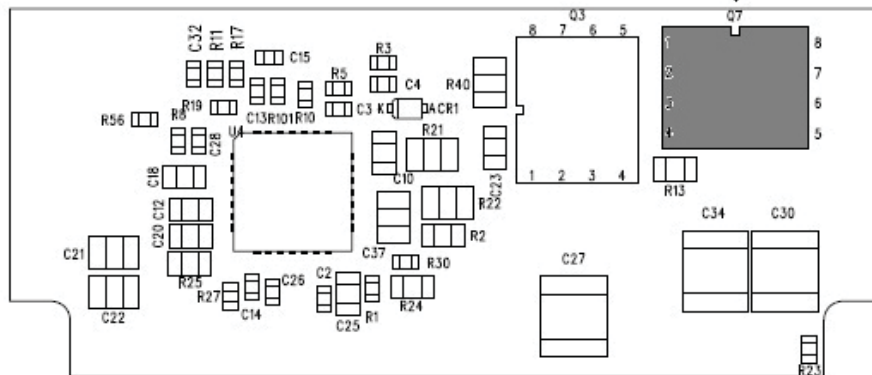 Q3
Q7
C32
R11
R17
C15
R3
8 7 6 5
1
8
R5
C4
R40
2
7
R19
C3
K
A
CR1
3
6
R56
R8
C13
R101
R10
U4
R21
4
5
C28
C18
C10
C23
1 2 3 4
R13
C12
R22
C34
C30
C20
R2
C21
C37
C27
R25
R30
C26
C2
R27
R24
C22
C14
C25
R1
R23